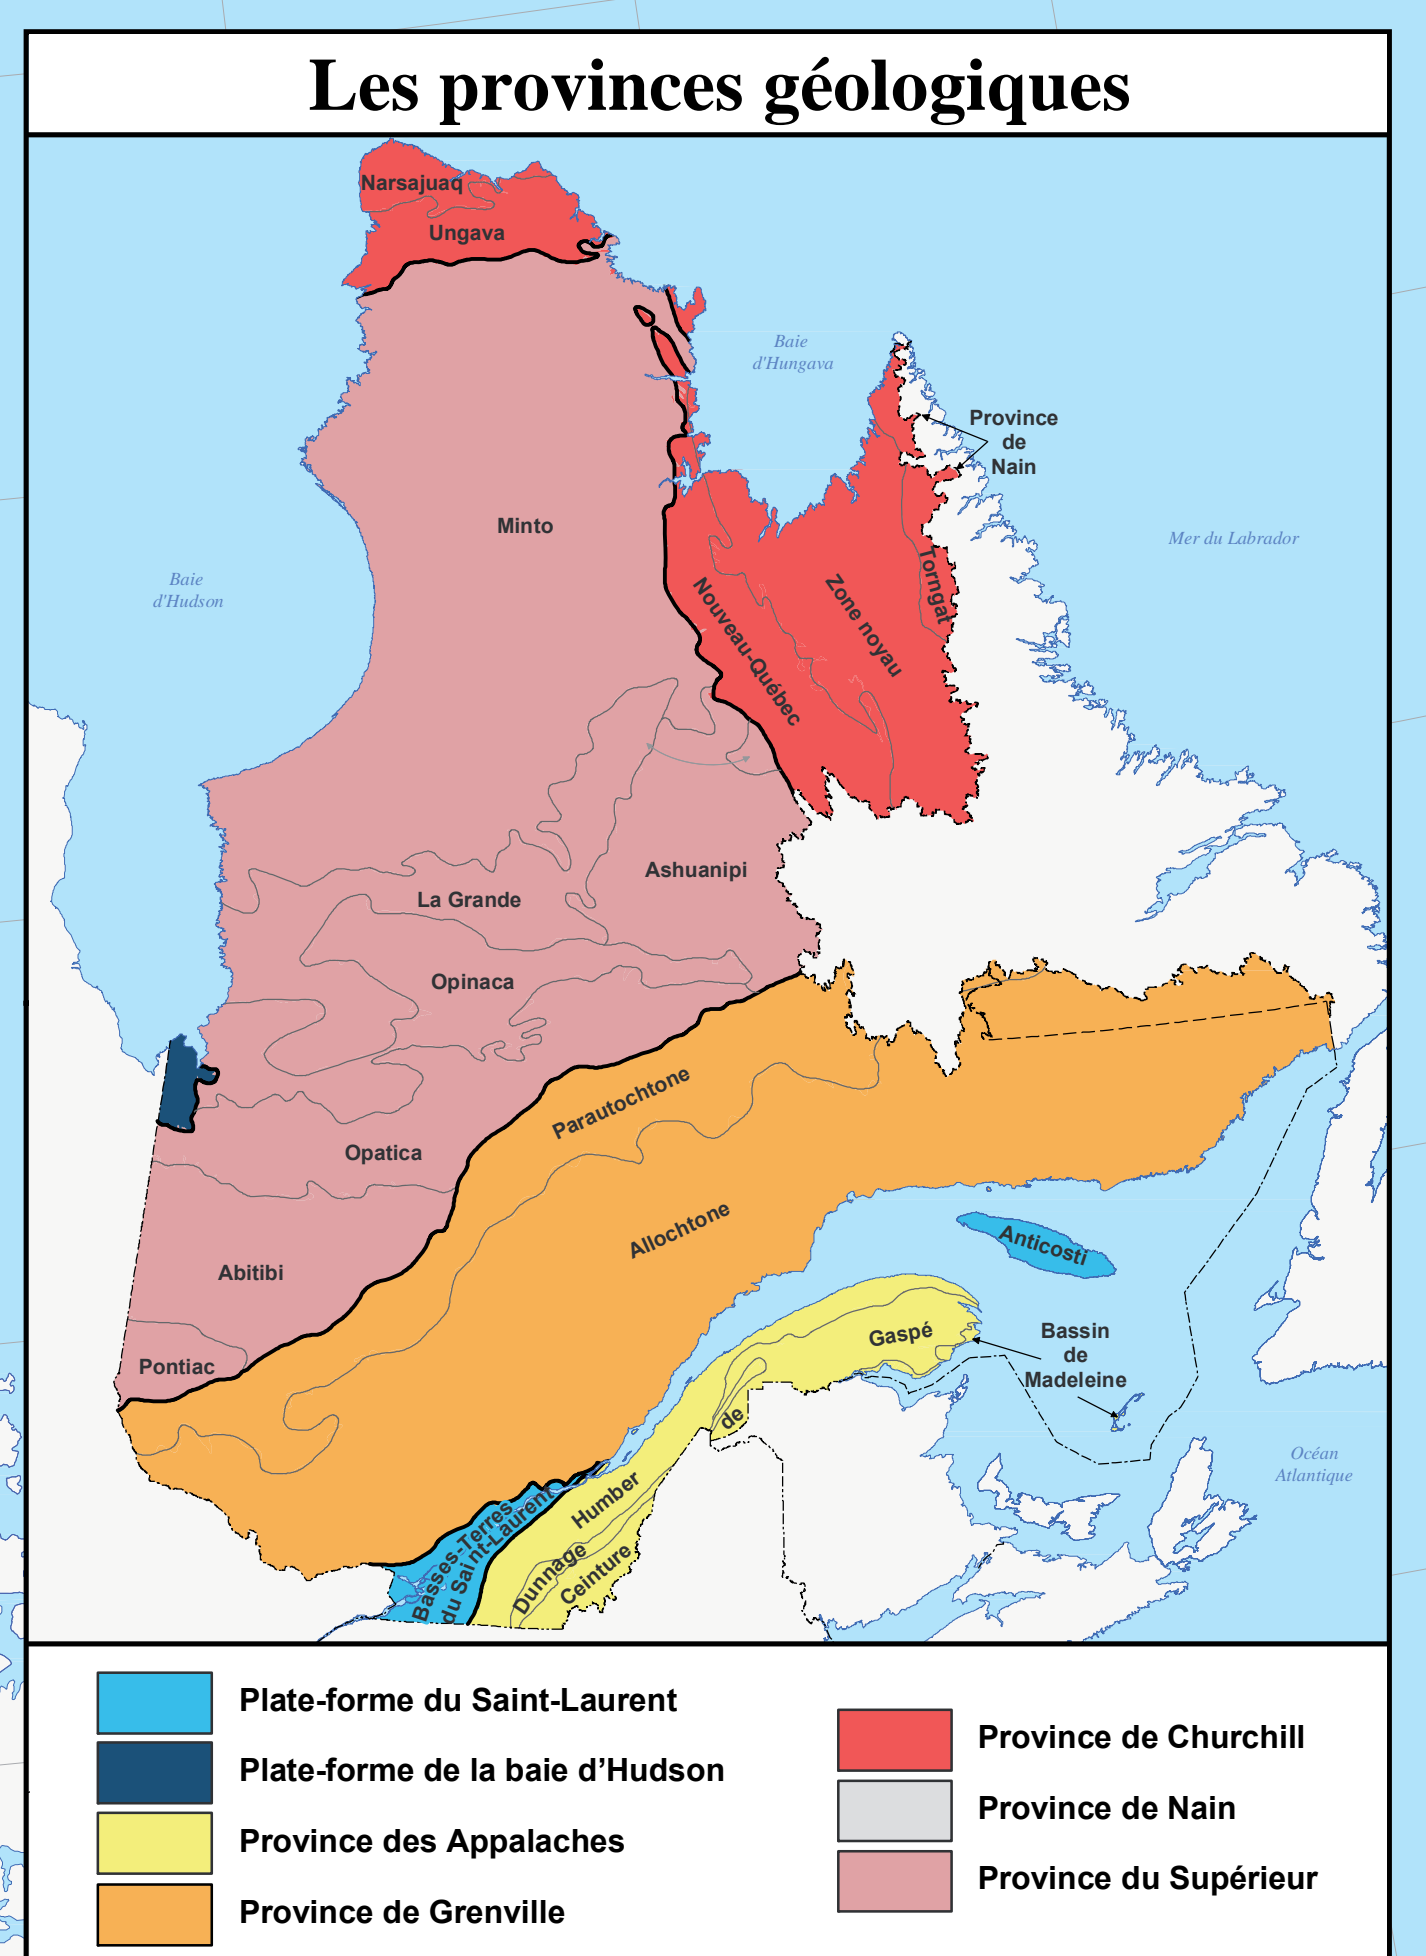 Les provinces géologiques
Narsajuaq
Ungava
Baie
d'Hungava
Province
de
Nain
Minto
Mer du Labrador
Baie
d'Hudson
Torngat
Zone noyau
Nouveau-Québec
Ashuanipi
La Grande
Opinaca
Parautochtone
Opatica
Allochtone
Anticosti
Abitibi
Gaspé
Bassin
de
Madeleine
Pontiac
de
Océan
Atlantique
Humber
Basses-Terres
du Saint-Laurent
Dunnage
Ceinture
Plate-forme du Saint-Laurent
Plate-forme de la baie d’Hudson
Province des Appalaches
Province de Grenville
Province de Churchill
Province de Nain
Province du Supérieur